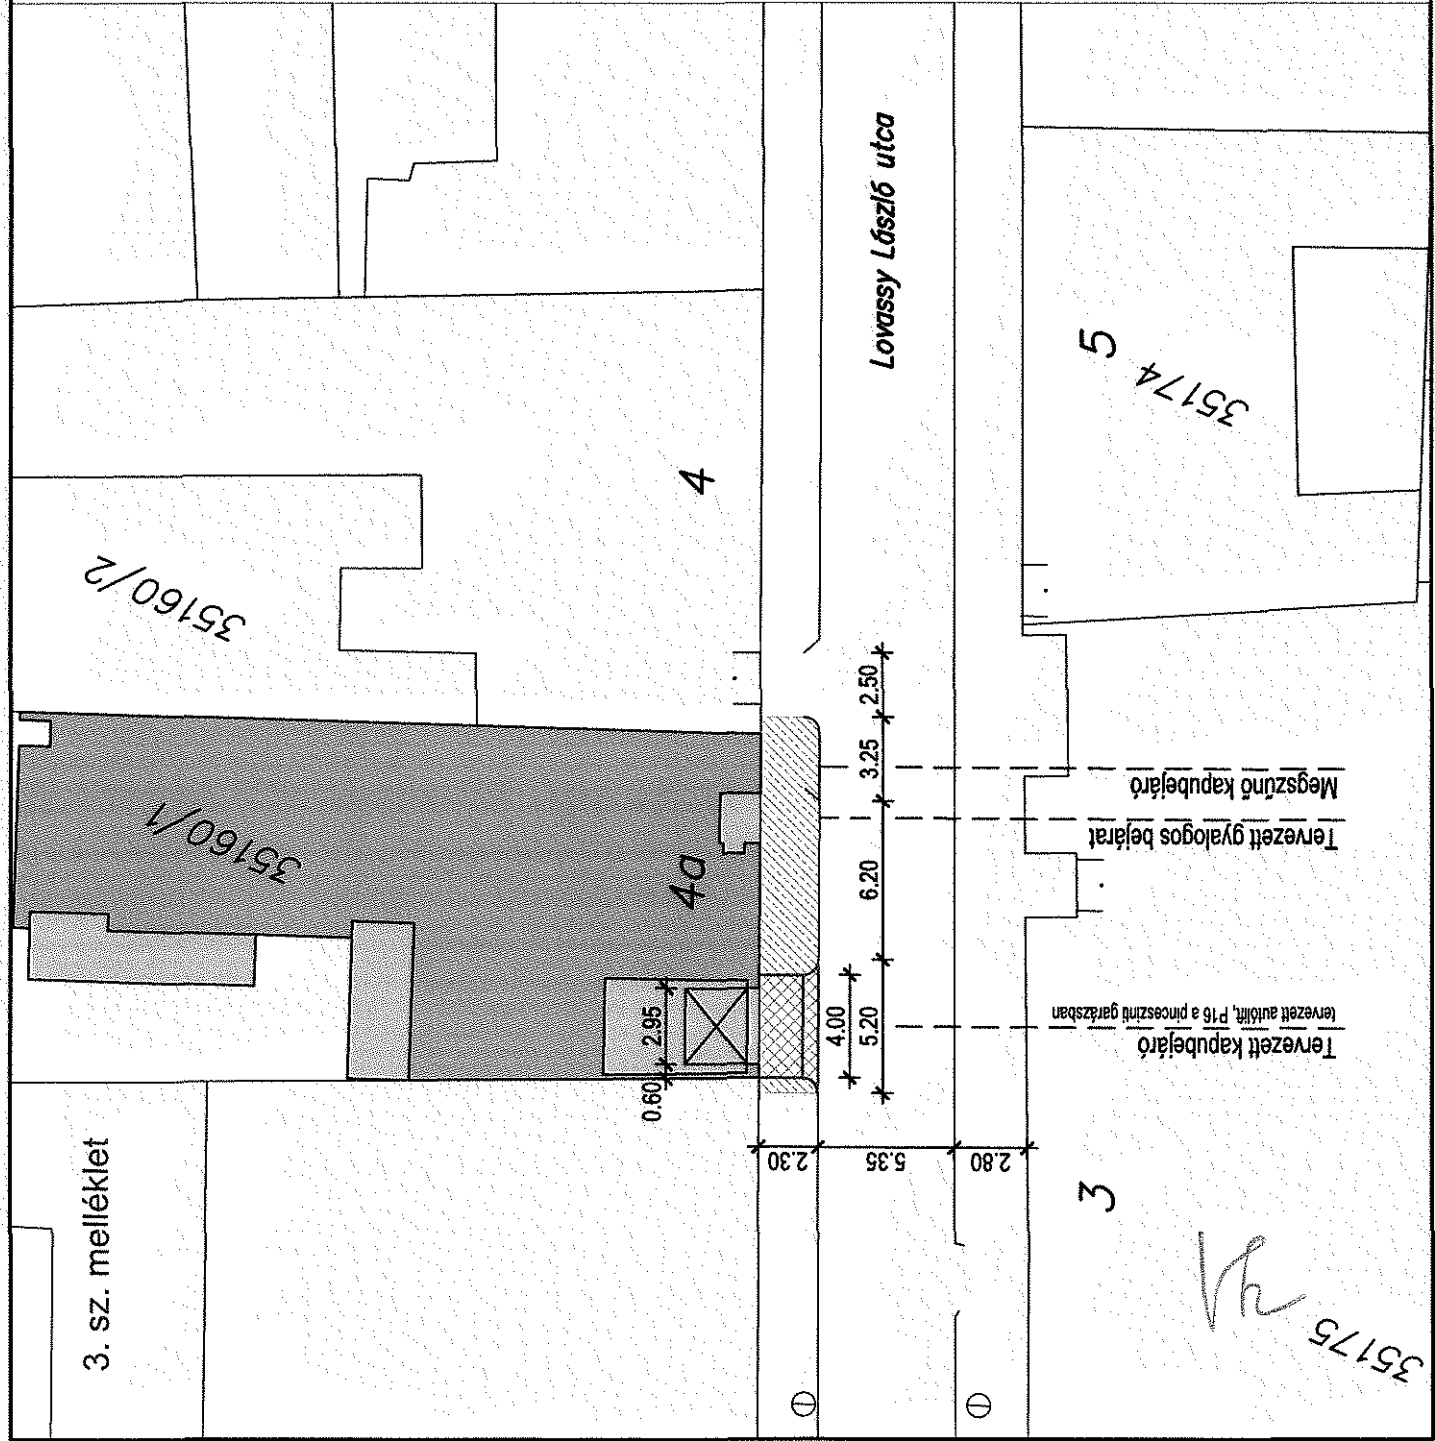 3. sz. melléklet
35160/2
35160/1
4
4a
Lovassy László utca
5
35174
3
35175
2.50
3.25
6.20
5.20
4.00
2.95
0.60
2.30
5.35
2.80
Megszűnő kapubejáró
Tervezett gyalogos bejárat
tervezett autólift, P16 a pinceszinti garázsban
Tervezett kapubejáró